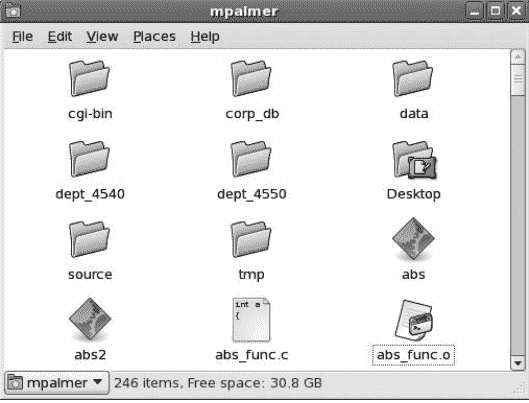 mpalmer
File Edit View Places Help
cgi-bin corp_db data
dept_4540 dept_4550 Desktop
source tmp abs
int a
{
abs2 abs_func.c abs_func.o
mpalmer 246 items, Free space: 30.8 GB